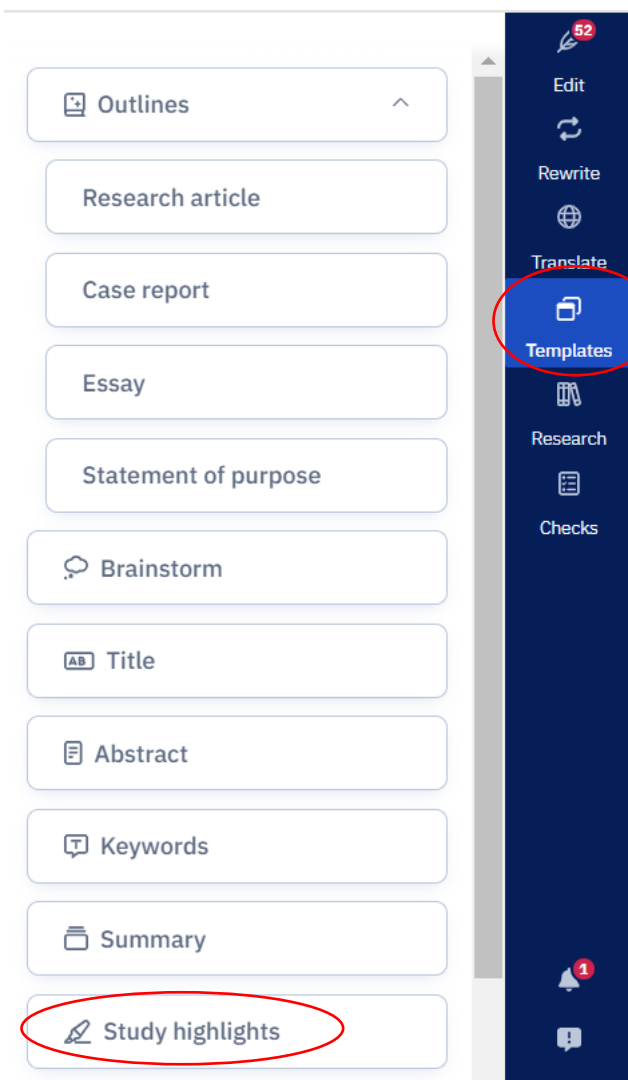 Outlines
Research article
Case report
Essay
Statement of purpose
Brainstorm
AB Title
Abstract
T Keywords
Summary
Study highlights
52
Edit
Rewrite
Translate
Templates
Research
Checks
1